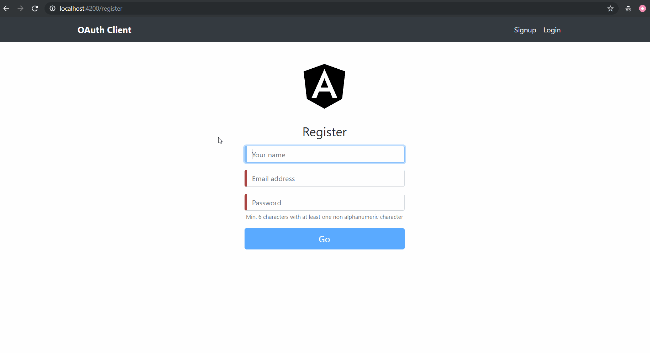 localhost:4200/register
OAuth Client
Signup Login
A
Register
Your name
Email address
Password
Min. 6 characters with at least one non alphanumeric character
Go